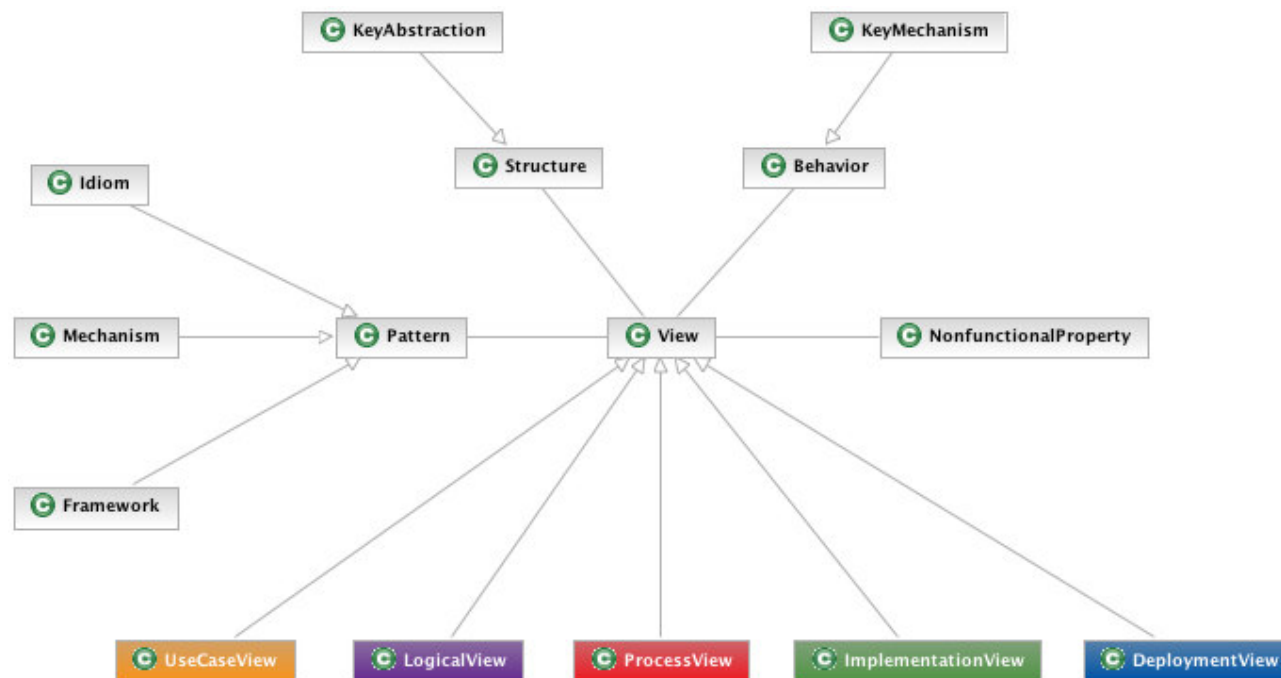 C KeyAbstraction
C KeyMechanism
C Structure
C Behavior
C Idiom
C Mechanism
C Pattern
C View
C NonfunctionalProperty
C Framework
C UseCaseView
C LogicalView
C ProcessView
C ImplementationView
C DeploymentView